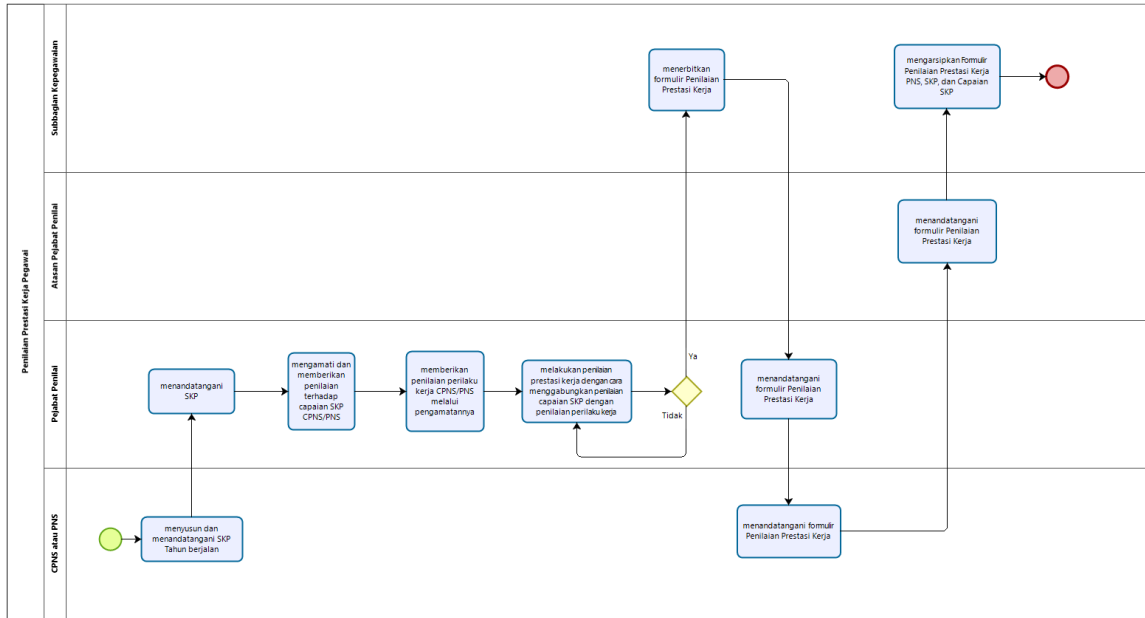 Penilaian Prestasi Kerja Pegawai
Subbagian Kepegawaian
menerbitkan
formulir Penilaian
Prestasi Kerja
mengarsipkan Formulir
Penilaian Prestasi Kerja
PNS, SKP, dan Capaian
SKP
Atasan Pejabat Penilai
menandatangani
formulir Penilaian
Prestasi Kerja
Pejabat Penilai
menandatangani
SKP
mengamati dan
memberikan
penilaian
terhadap
capaian SKP
CPNS/PNS
memberikan
penilaian perilaku
kerja CPNS/PNS
melalui
pengamatannya
melakukan penilaian
prestasi kerja dengan cara
menggabungkan penilaian
capaian SKP dengan
penilaian perilaku kerja
Ya
Tidak
menandatangani
formulir Penilaian
Prestasi Kerja
CPNS atau PNS
menyusun dan
menandatangani SKP
Tahun berjalan
menandatangani formulir
Penilaian Prestasi Kerja